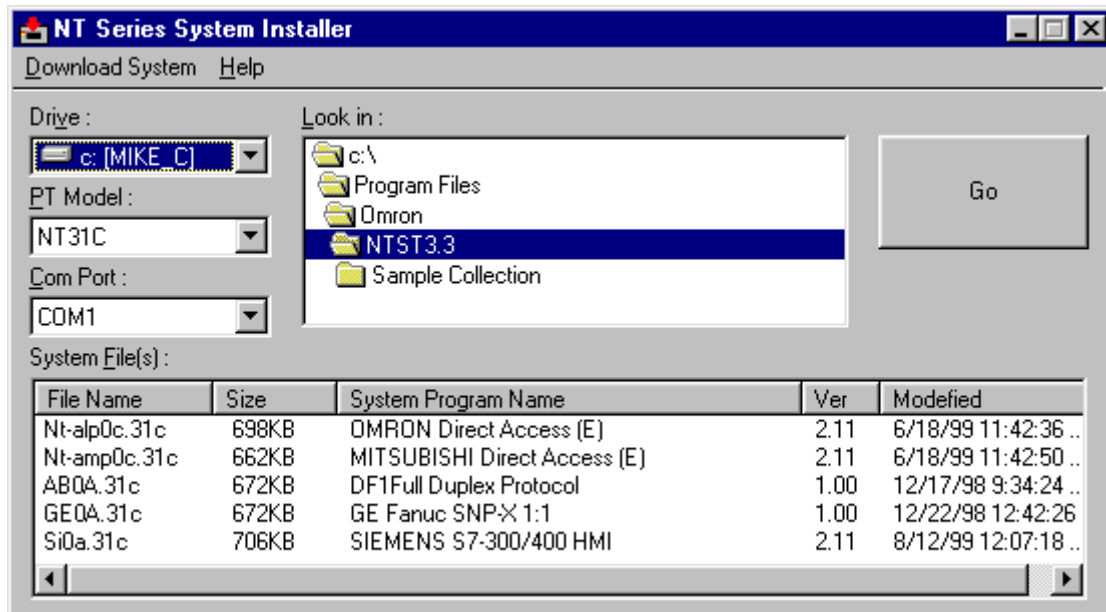 NT Series System Installer
Download System Help
Drive :
c: [MIKE_C]
PT Model :
NT31C
Com Port :
COM1
Look in :
c:\
Program Files
Omron
NTST3.3
Sample Collection
Go
System File(s) :
File Name Size System Program Name Ver Modefied
Nt-alp0c.31c 698KB OMRON Direct Access (E) 2.11 6/18/99 11:42:36 ..
Nt-amp0c.31c 662KB MITSUBISHI Direct Access (E) 2.11 6/18/99 11:42:50 ..
AB0A.31c 672KB DF1Full Duplex Protocol 1.00 12/17/98 9:34:24 ..
GE0A.31c 672KB GE Fanuc SNP-X 1:1 1.00 12/22/98 12:42:26
Si0a.31c 706KB SIEMENS S7-300/400 HMI 2.11 8/12/99 12:07:18 ..